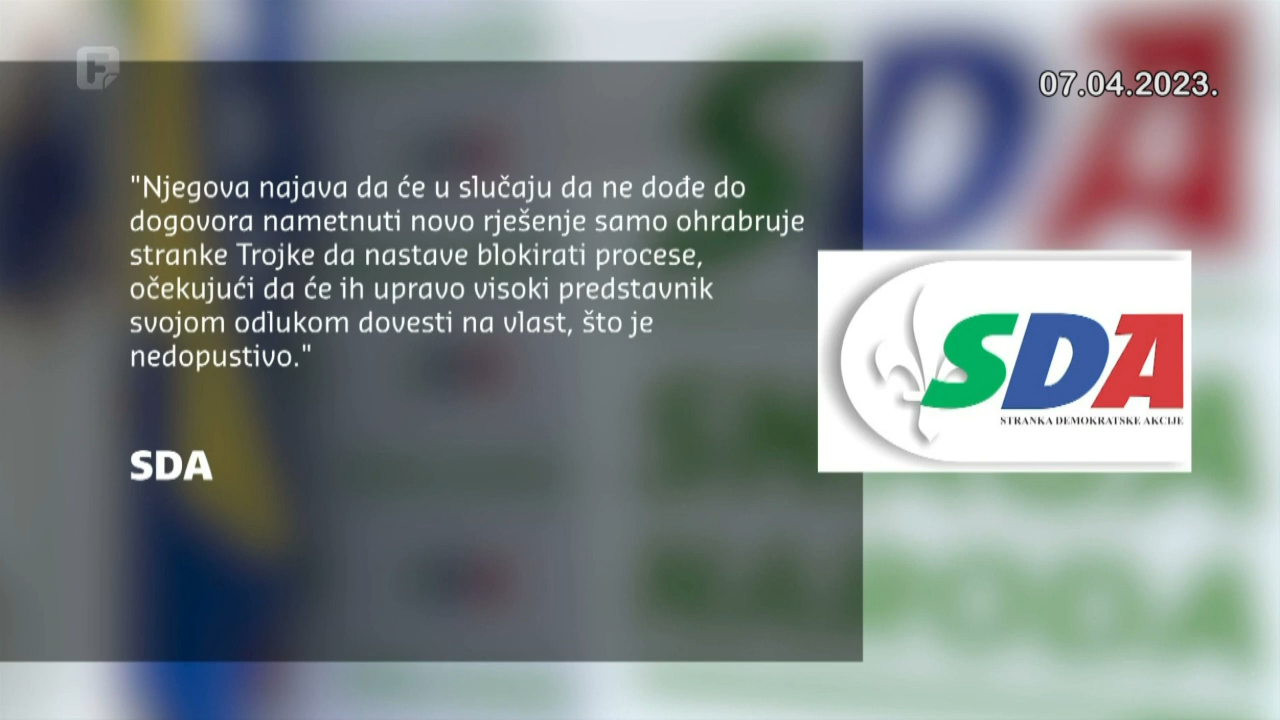 F
07.04.2023.
"Njegova najava da će u slučaju da ne dođe do
dogovora nametnuti novo rješenje samo ohrabruje
stranke Trojke da nastave blokirati procese,
očekujući da će ih upravo visoki predstavnik
svojom odlukom dovesti na vlast, što je
nedopustivo."
SDA
SDA
STRANKA DEMOKRATSKE AKCIJE
SDA